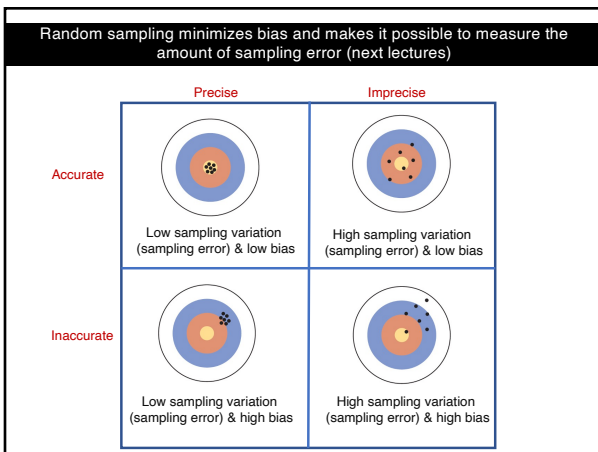 Random sampling minimizes bias and makes it possible to measure the
amount of sampling error (next lectures)
Precise
Imprecise
Accurate
Low sampling variation
(sampling error) & low bias
High sampling variation
(sampling error) & low bias
Inaccurate
Low sampling variation
(sampling error) & high bias
High sampling variation
(sampling error) & high bias